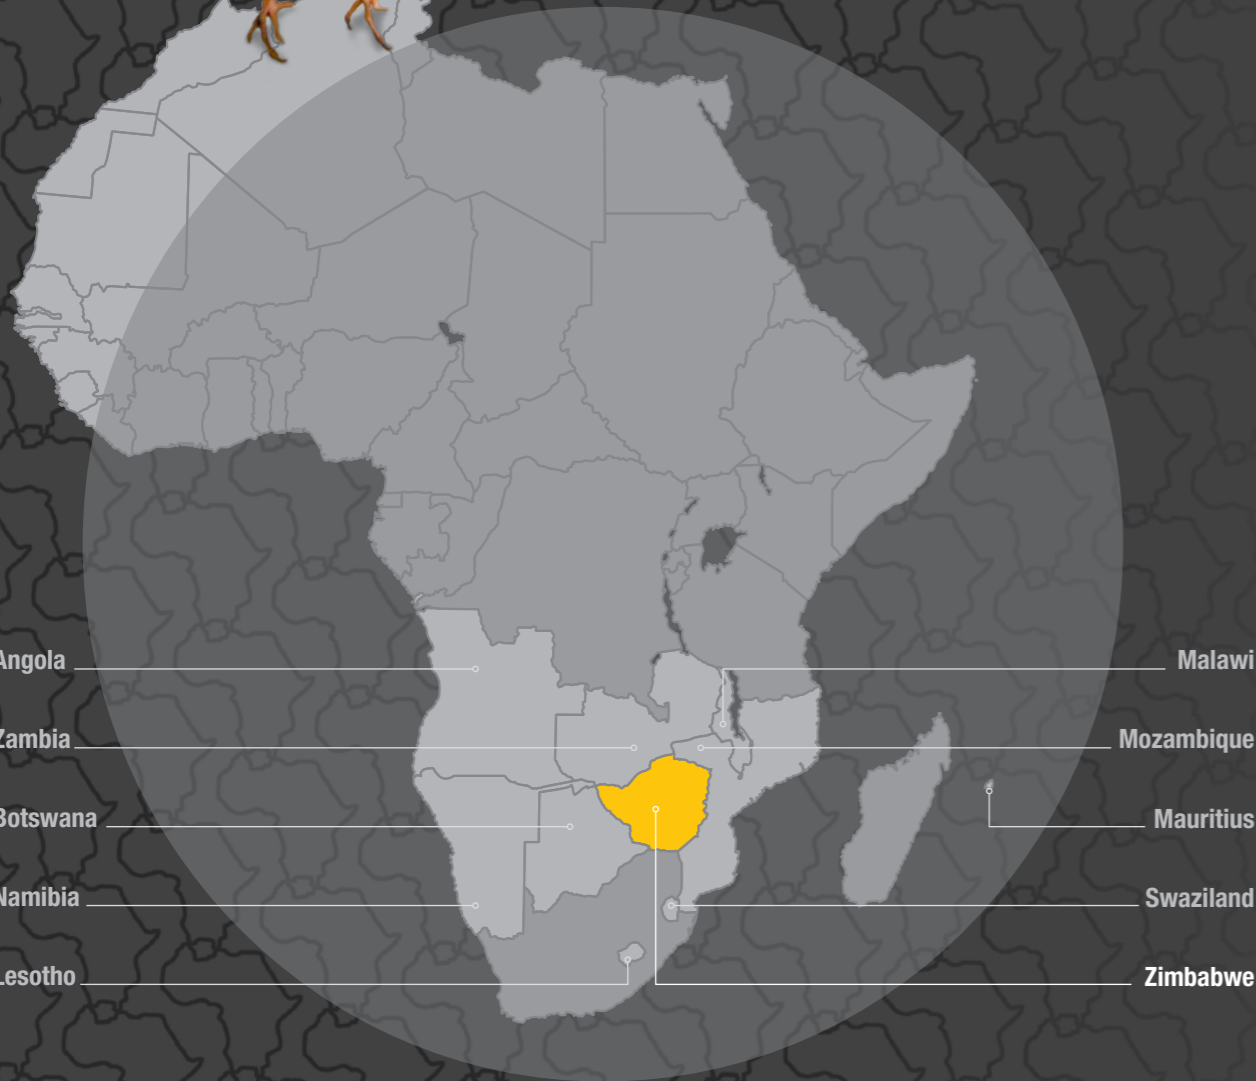 Angola
Malawi
Zambia
Mozambique
Botswana
Mauritius
Namibia
Swaziland
Lesotho
Zimbabwe